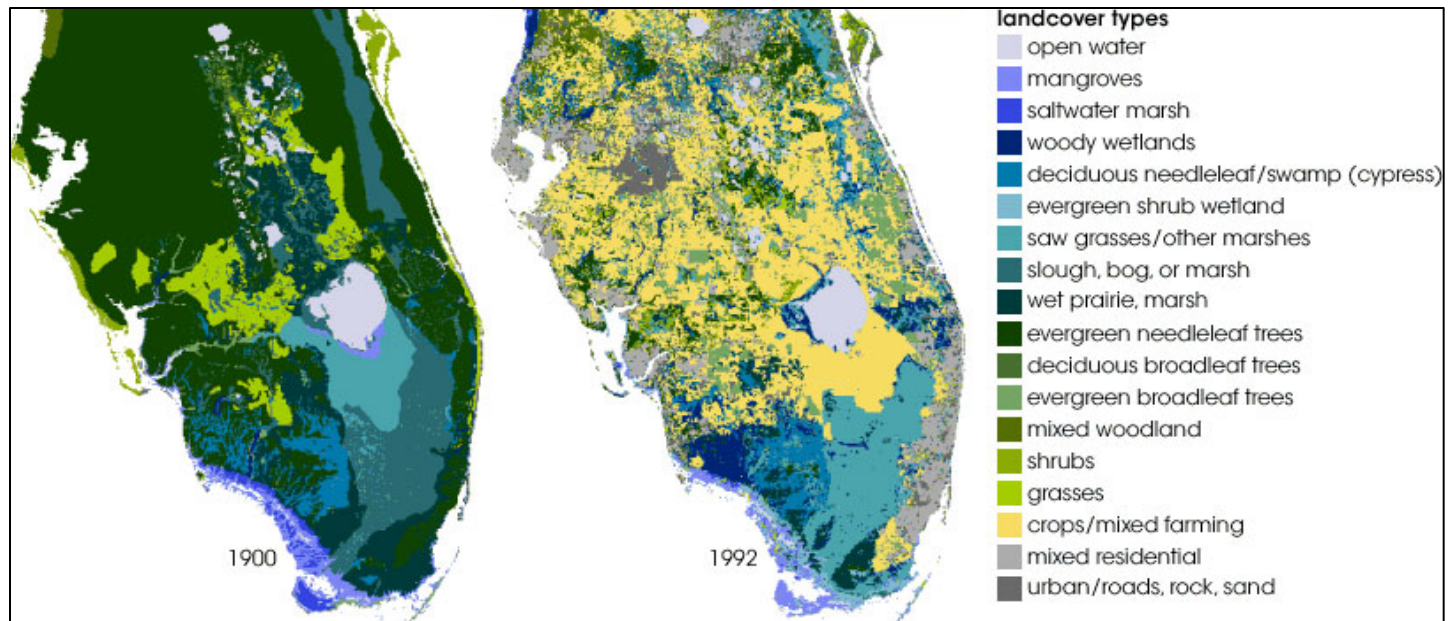 landcover types
open water
mangroves
saltwater marsh
woody wetlands
deciduous needleleaf/swamp (cypress)
evergreen shrub wetland
saw grasses/other marshes
slough, bog, or marsh
wet prairie, marsh
evergreen needleleaf trees
deciduous broadleaf trees
evergreen broadleaf trees
mixed woodland
shrubs
grasses
crops/mixed farming
mixed residential
urban/roads, rock, sand
1900
1992